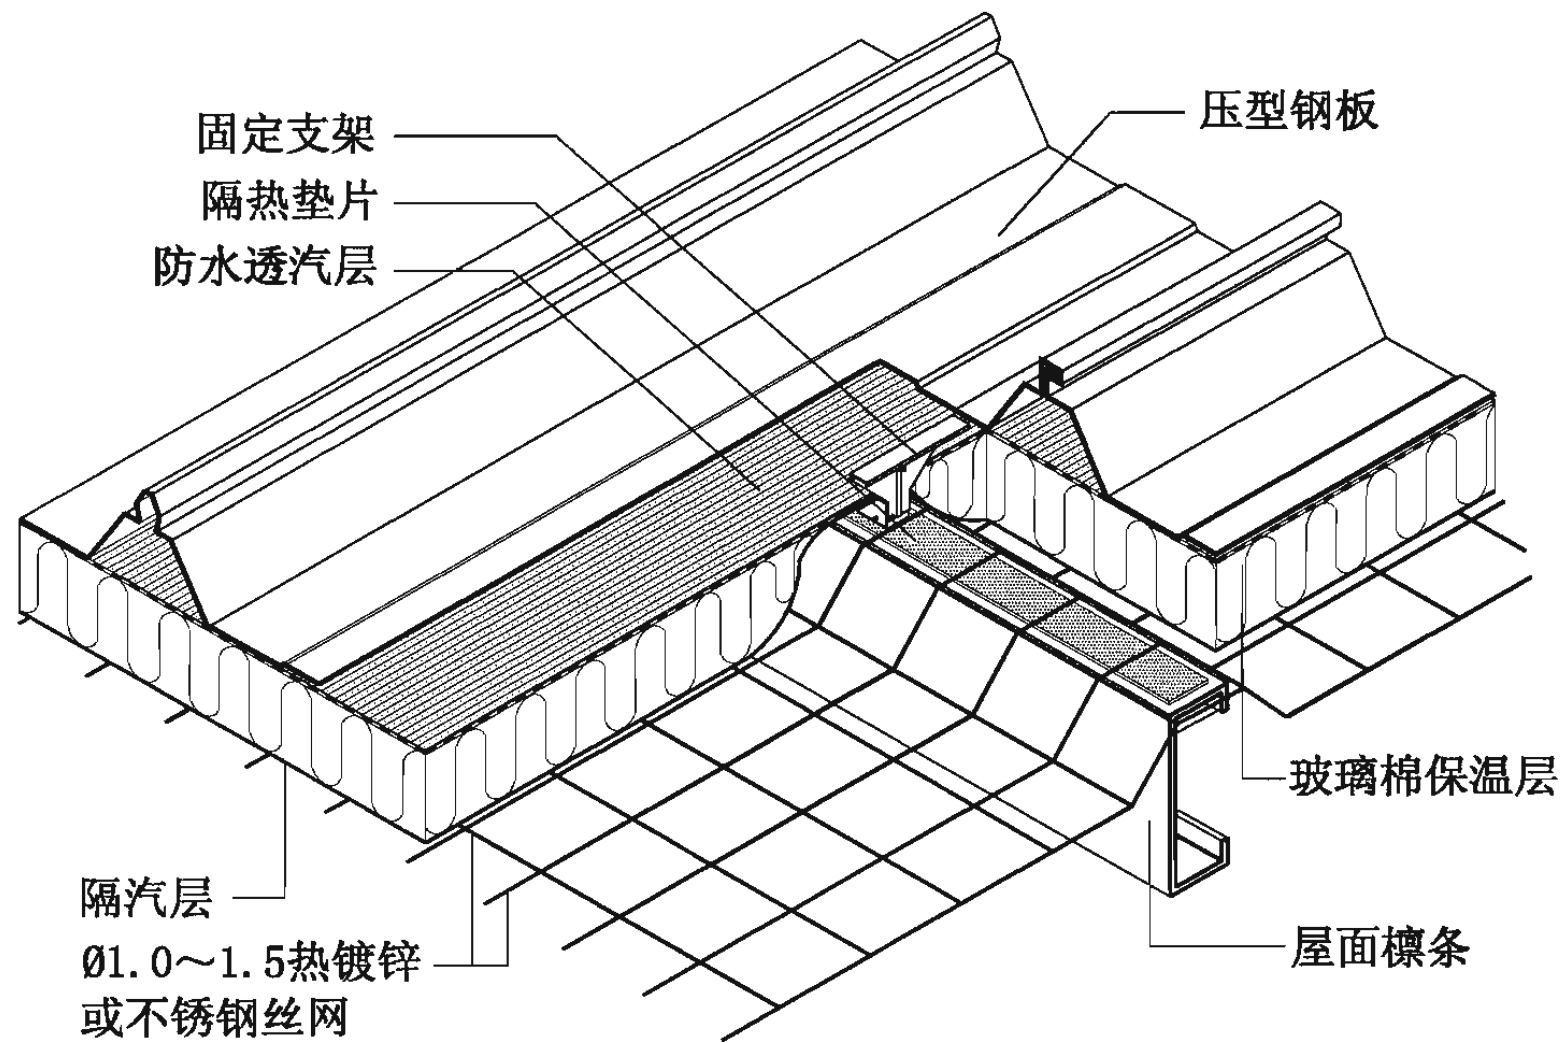 压型钢板
固定支架
隔热垫片
防水透汽层
玻璃棉保温层
隔汽层
屋面檩条
Ø1.0～1.5热镀锌
或不锈钢丝网